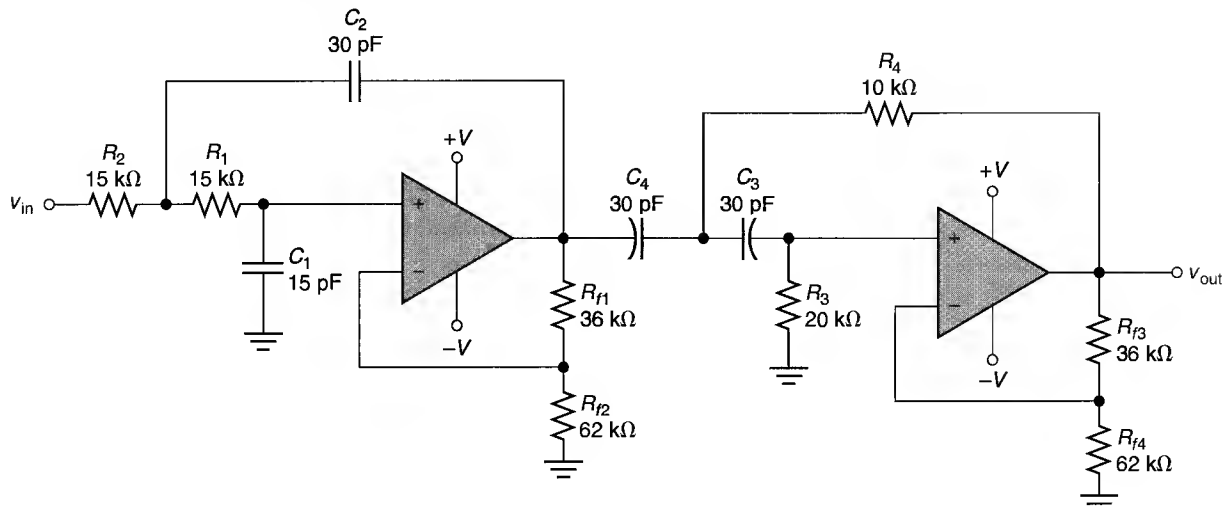 C2
30 pF
R4
10 kΩ
R2
15 kΩ
R1
15 kΩ
+V
C4
30 pF
C3
30 pF
+V
vin
+
−
+
−
C1
15 pF
Rf1
36 kΩ
R3
20 kΩ
vout
Rf3
36 kΩ
−V
−V
Rf2
62 kΩ
Rf4
62 kΩ